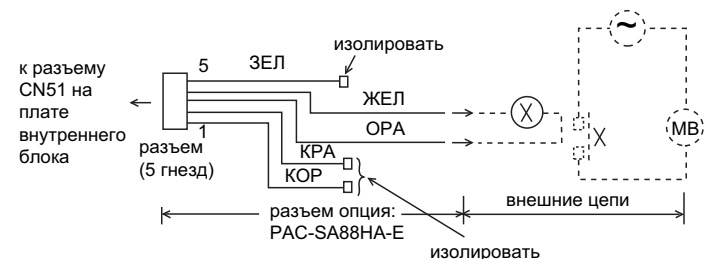 изолировать
к разъему
CN51 на
плате
внутреннего
блока
5
ЗЕЛ
ЖЕЛ
ОРА
1
разъем
(5 гнезд)
КРА
КОР
X
X
~
МВ
разъем опция:
PAC-SA88HA-E
внешние цепи
изолировать